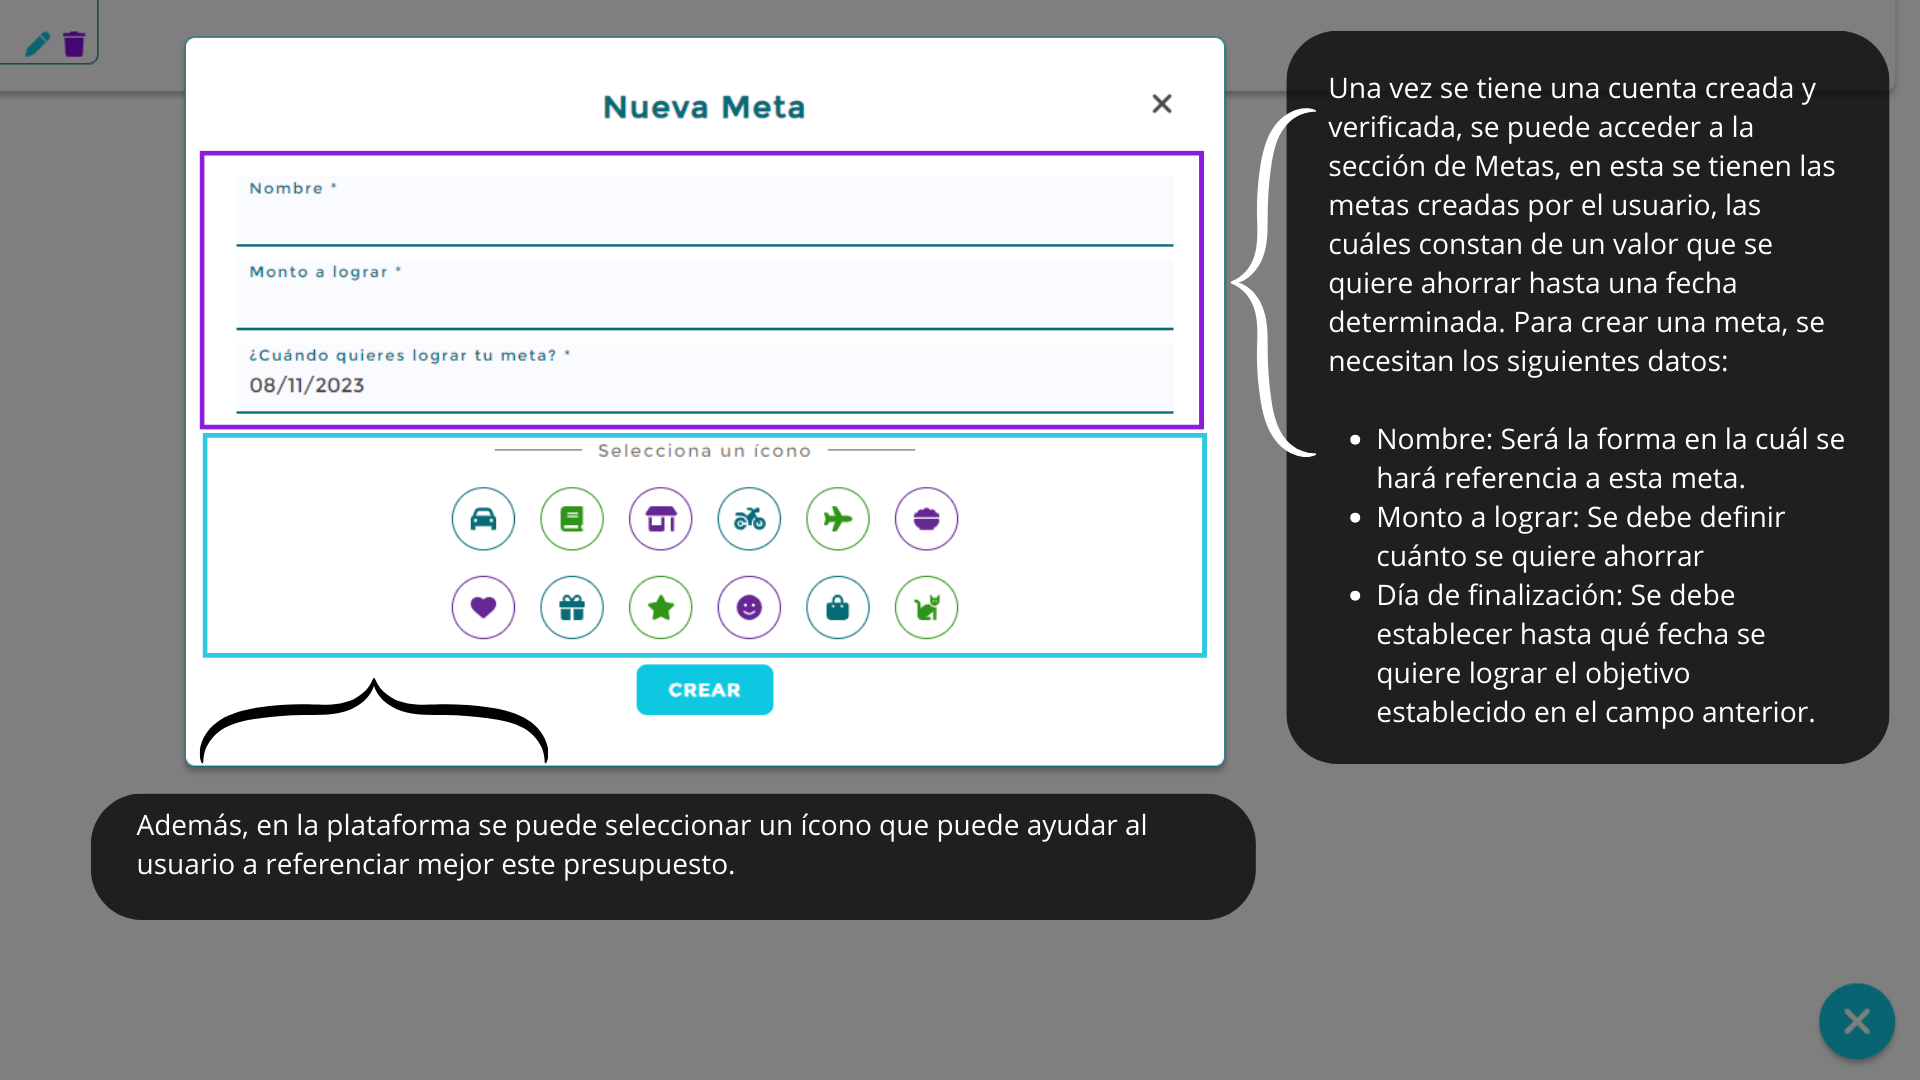 Nueva Meta
Nombre *
Monto a lograr *
¿Cuándo quieres lograr tu meta? *
08/11/2023
Selecciona un ícono
CREAR
Una vez se tiene una cuenta creada y
verificada, se puede acceder a la
sección de Metas, en esta se tienen las
metas creadas por el usuario, las
cuáles constan de un valor que se
quiere ahorrar hasta una fecha
determinada. Para crear una meta, se
necesitan los siguientes datos:
• Nombre: Será la forma en la cuál se
hará referencia a esta meta.
• Monto a lograr: Se debe definir
cuánto se quiere ahorrar
• Día de finalización: Se debe
establecer hasta qué fecha se
quiere lograr el objetivo
establecido en el campo anterior.
Además, en la plataforma se puede seleccionar un ícono que puede ayudar al
usuario a referenciar mejor este presupuesto.